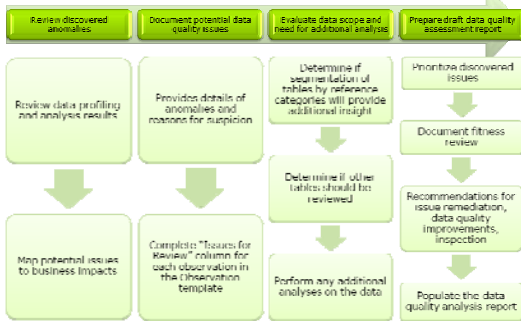 Review discovered
anomalies
Document potential data
quality issues
Evaluate data scope and
need for additional analysis
Prepare draft data quality
assessment report
Review data profiling
and analysis results
Map potential issues
to business impacts
Provides details of
anomalies and
reasons for suspicion
Complete "Issues for
Review" column for
each observation in
the Observation
template
Determine if
segmentation of
tables by reference
categories will provide
additional insight
Determine if other
tables should be
reviewed
Perform any additional
analyses on the data
Prioritize discovered
issues
Document fitness
review
Recommendations for
issue remediation,
data quality
improvements,
inspection
Populate the data
quality analysis report